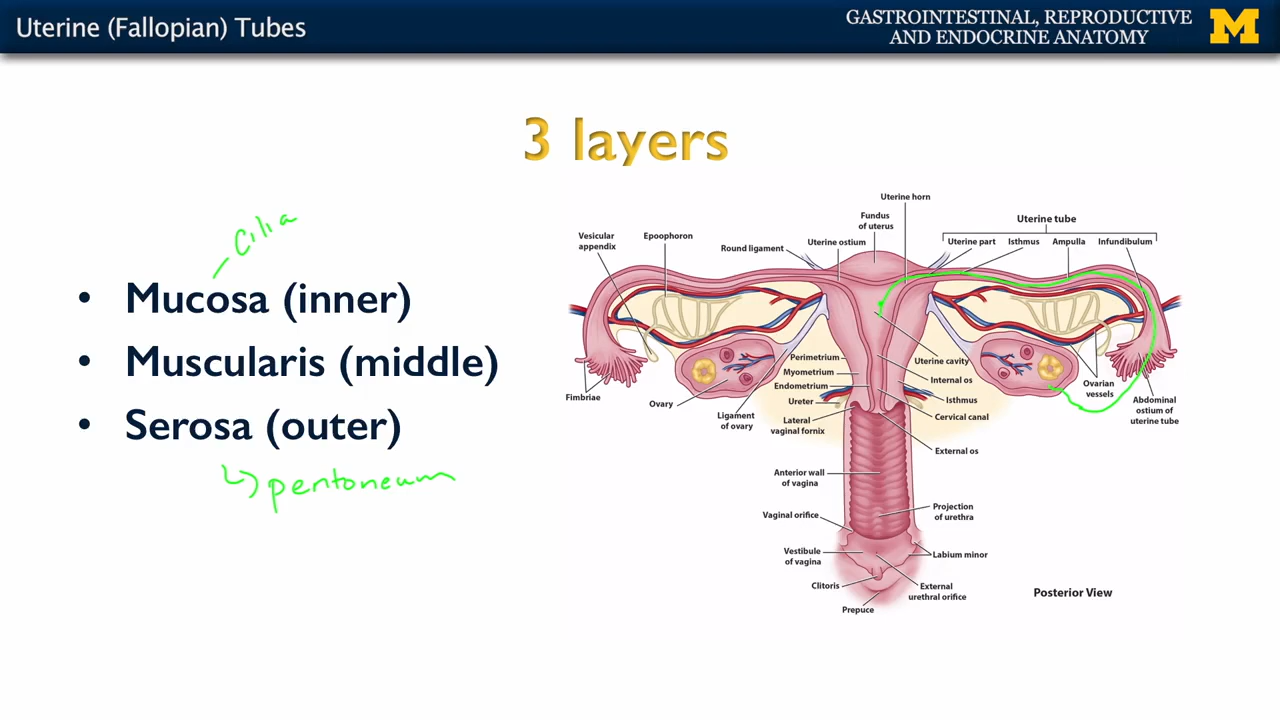 Uterine (Fallopian) Tubes
GASTROINTESTINAL, REPRODUCTIVE
AND ENDOCRINE ANATOMY
M
3 layers
cilia
• Mucosa (inner)
• Muscularis (middle)
• Serosa (outer)
peritoneum
Uterine horn
Fundus
of uterus
Uterine tube
Vesicular
appendix
Epoophoron
Round ligament
Uterine ostium
Uterine part
Isthmus
Ampulla
Infundibulum
Perimetrium
Myometrium
Endometrium
Ureter
Lateral
vaginal fornix
Uterine cavity
Internal os
Isthmus
Cervical canal
External os
Ovarian
vessels
Abdominal
ostium of
uterine tube
Fimbriae
Ovary
Ligament
of ovary
Anterior wall
of vagina
Vaginal orifice
Projection
of urethra
Vestibule
of vagina
Labium minor
Clitoris
External
urethral orifice
Prepuce
Posterior View